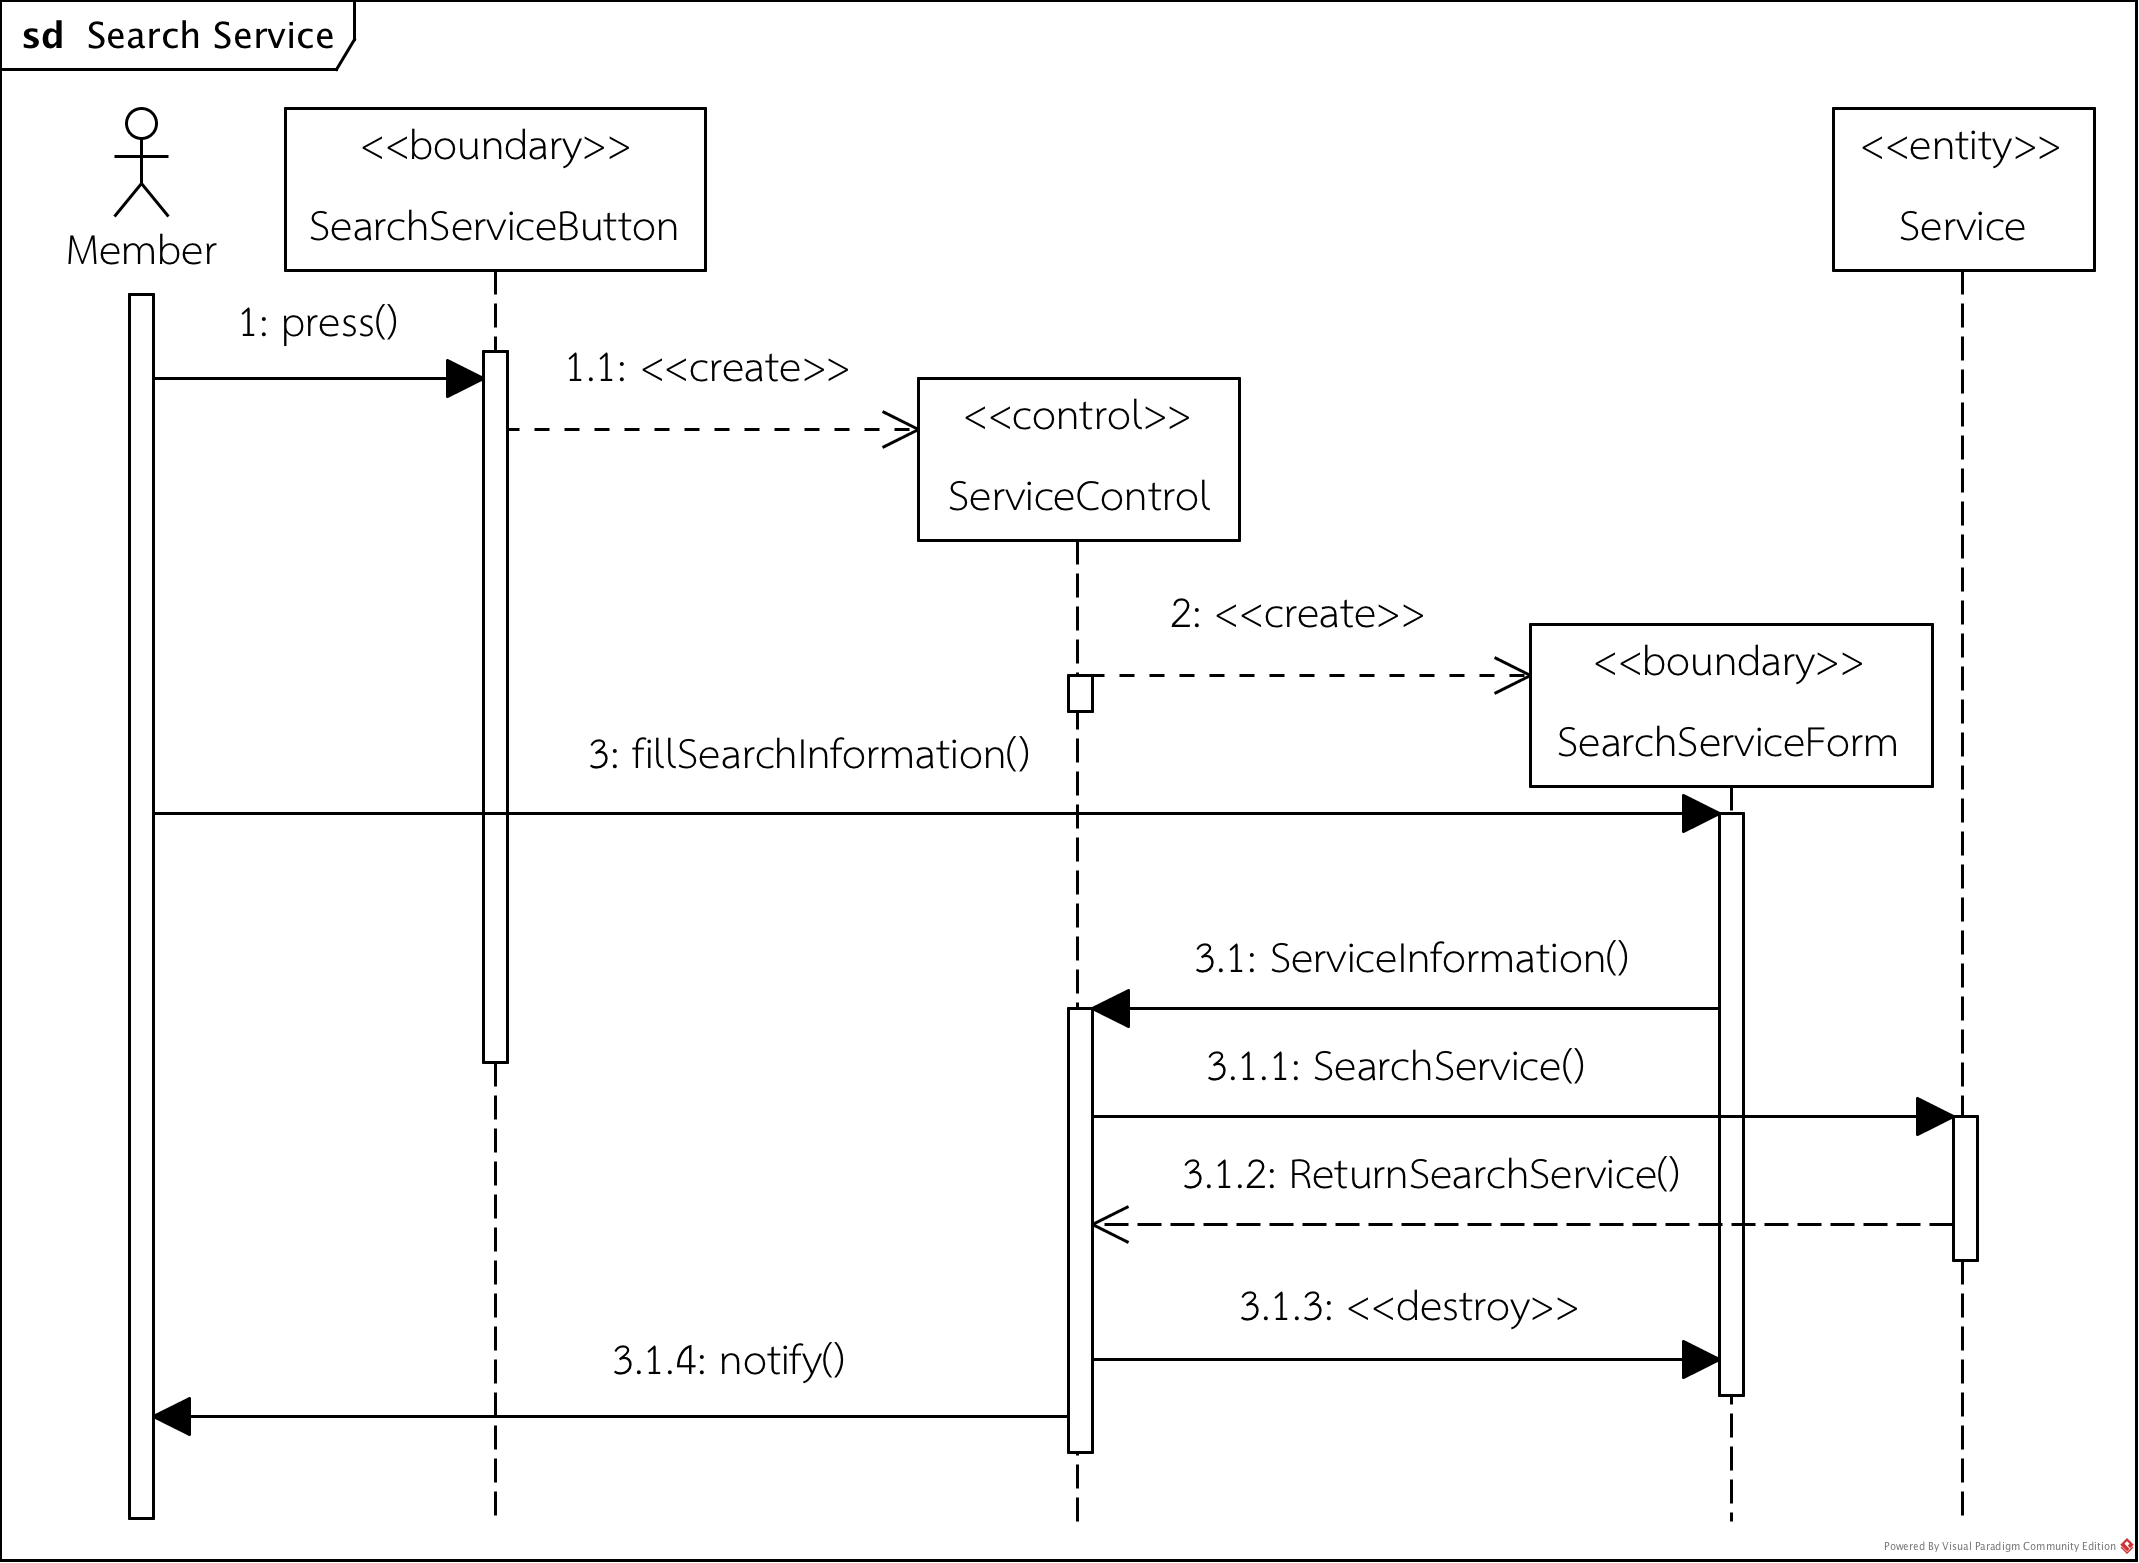 sd Search Service
Member
<<boundary>>
SearchServiceButton
<<entity>>
Service
1: press()
1.1: <<create>>
<<control>>
ServiceControl
2: <<create>>
<<boundary>>
SearchServiceForm
3: fillSearchInformation()
3.1: ServiceInformation()
3.1.1: SearchService()
3.1.2: ReturnSearchService()
3.1.3: <<destroy>>
3.1.4: notify()
Powered By Visual Paradigm Community Edition